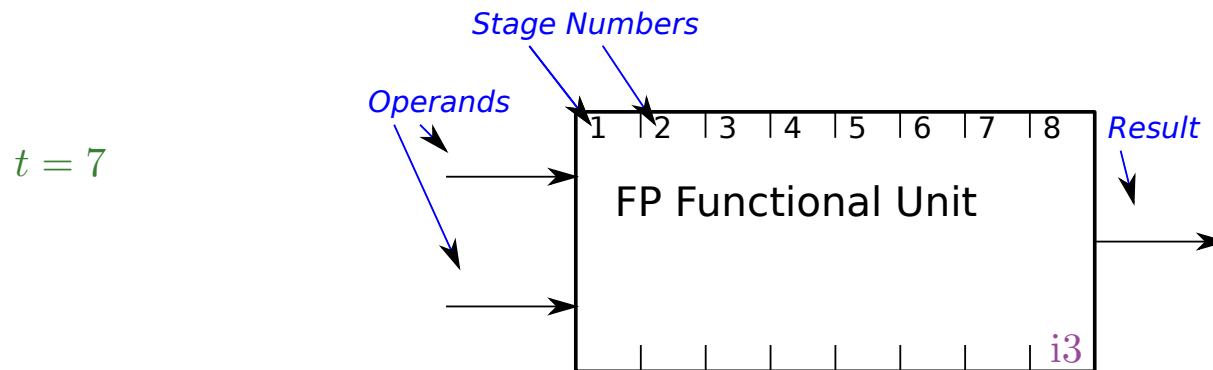 Stage Numbers
Operands
1 2 3 4 5 6 7 8
Result
t = 7
FP Functional Unit
i3